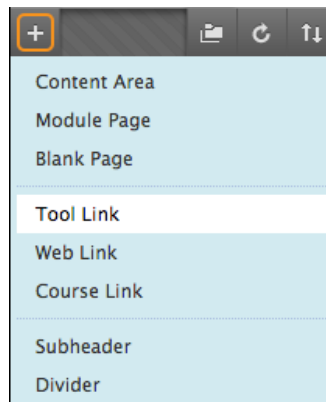 Content Area
Module Page
Blank Page
Tool Link
Web Link
Course Link
Subheader
Divider